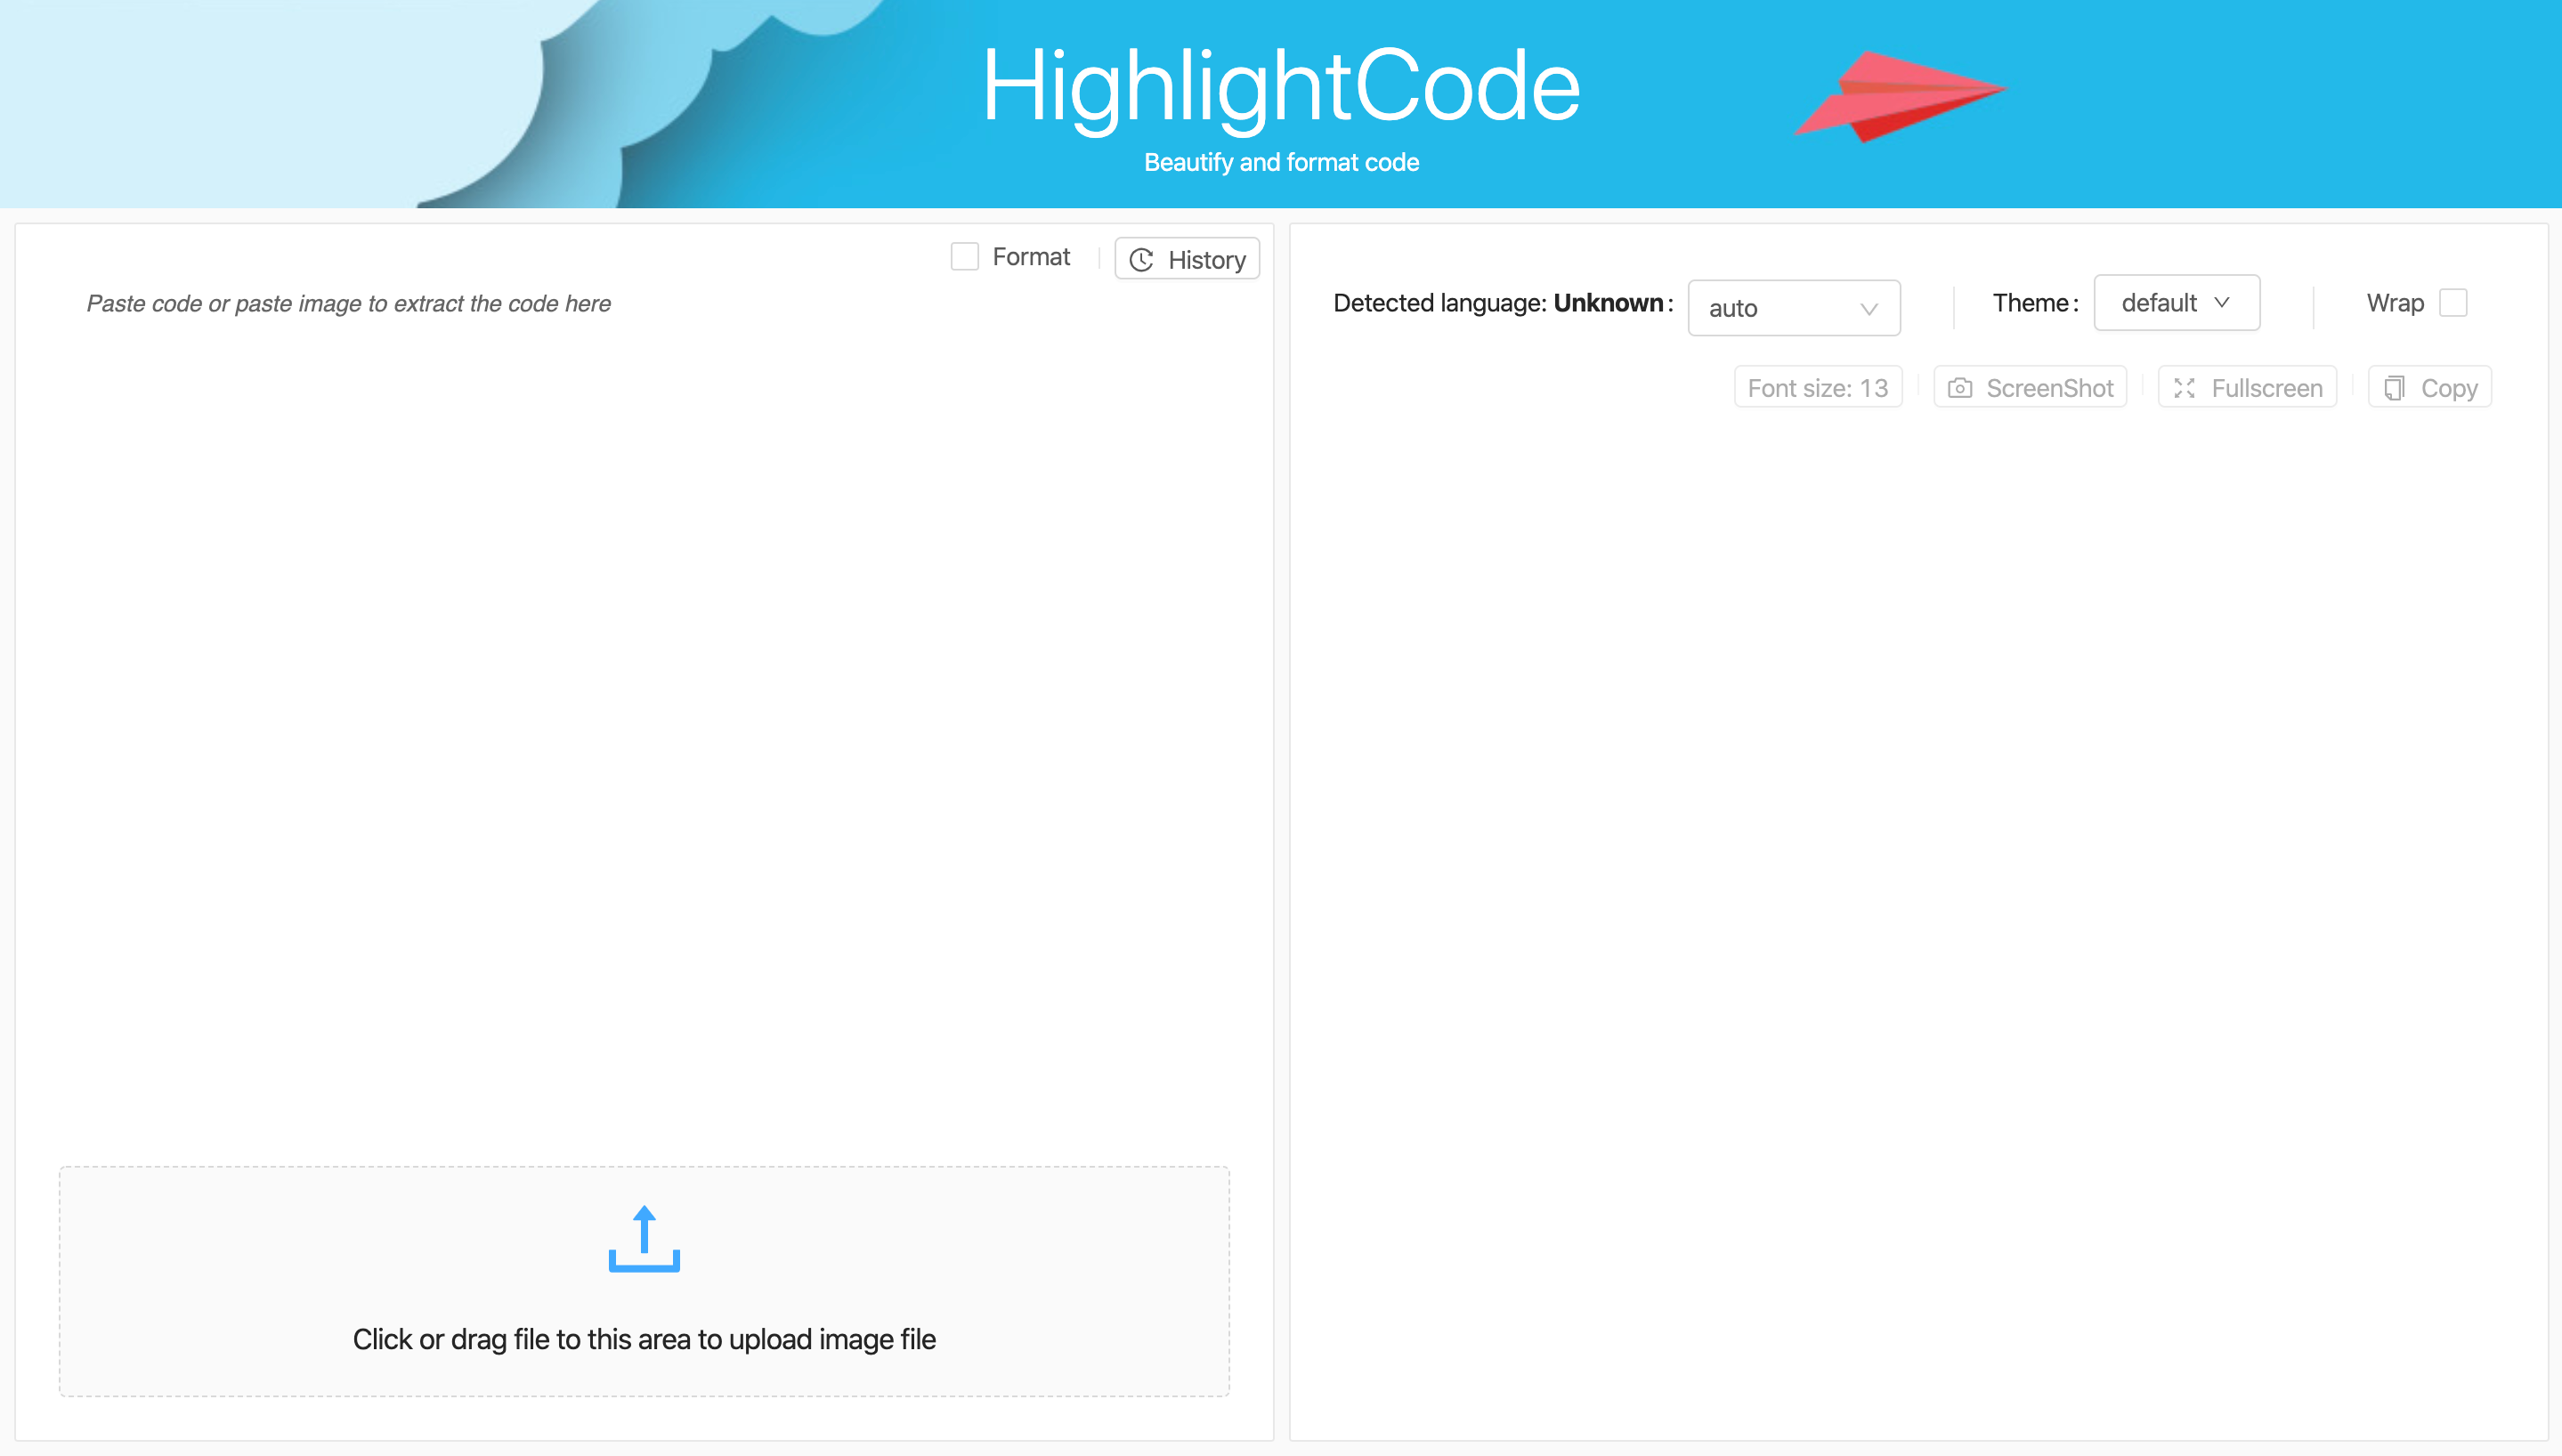 HighlightCode
Beautify and format code
Format
History
Paste code or paste image to extract the code here
Click or drag file to this area to upload image file
Detected language: Unknown: auto
Theme: default
Wrap
Font size: 13
ScreenShot
Fullscreen
Copy